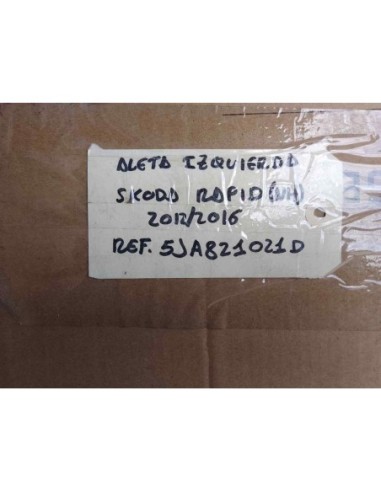 ALETA IZQUIERDA
SKODA RAPID (NH)
2012/2016
REF. 5JA821021D